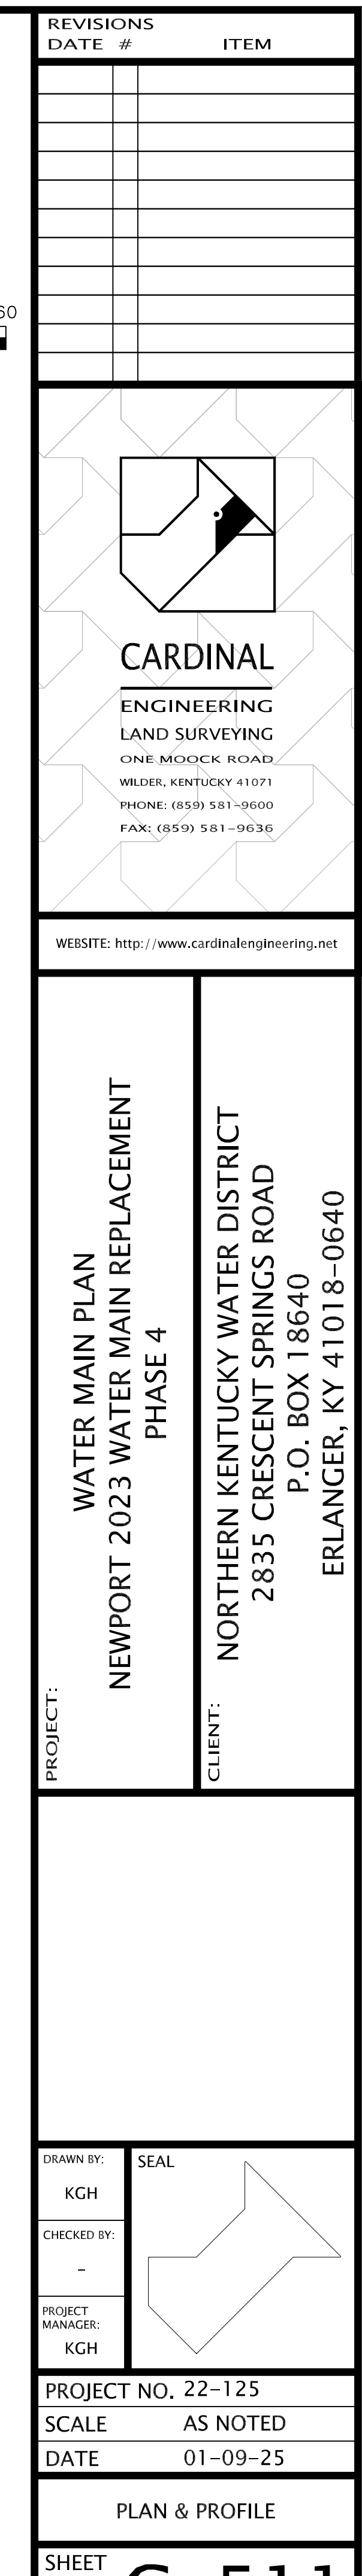 60
REVISIONS
DATE # ITEM
CARDINAL
ENGINEERING
LAND SURVEYING
ONE MOOCK ROAD
WILDER, KENTUCKY 41071
PHONE: (859) 581-9600
FAX: (859) 581-9636
WEBSITE: http://www.cardinalengineering.net
PROJECT:
WATER MAIN PLAN
NEWPORT 2023 WATER MAIN REPLACEMENT
PHASE 4
CLIENT:
NORTHERN KENTUCKY WATER DISTRICT
2835 CRESCENT SPRINGS ROAD
P.O. BOX 18640
ERLANGER, KY 41018-0640
DRAWN BY:
KGH
CHECKED BY:
-
PROJECT
MANAGER:
KGH
SEAL
PROJECT NO. 22-125
SCALE AS NOTED
DATE 01-09-25
PLAN & PROFILE
SHEET